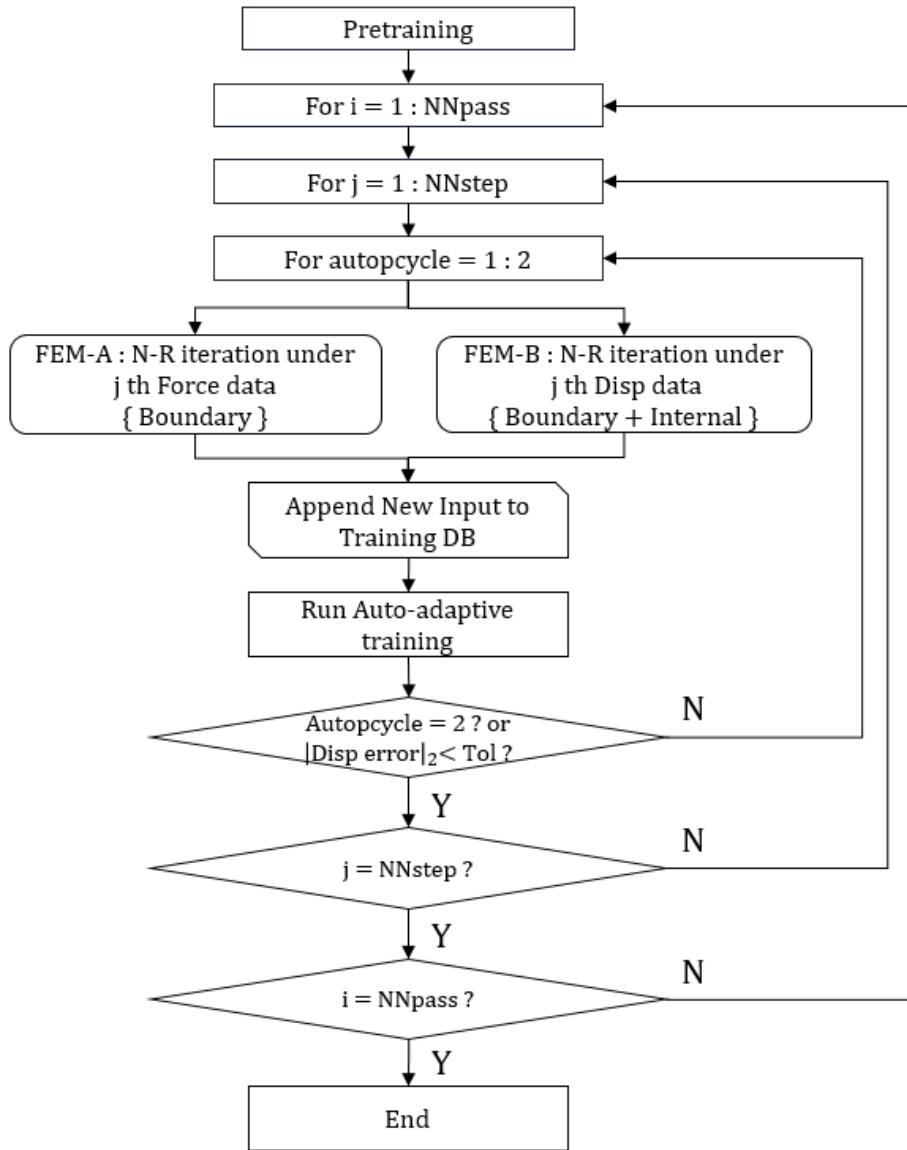 Pretraining
For i = 1 : NNpass
For j = 1 : NNstep
For autopcycle = 1 : 2
FEM-A : N-R iteration under
j th Force data
{ Boundary }
FEM-B : N-R iteration under
j th Disp data
{ Boundary + Internal }
Append New Input to
Training DB
Run Auto-adaptive
training
Autopcycle = 2 ? or
|Disp error|₂< Tol ?
N
Y
j = NNstep ?
N
Y
i = NNpass ?
N
Y
End